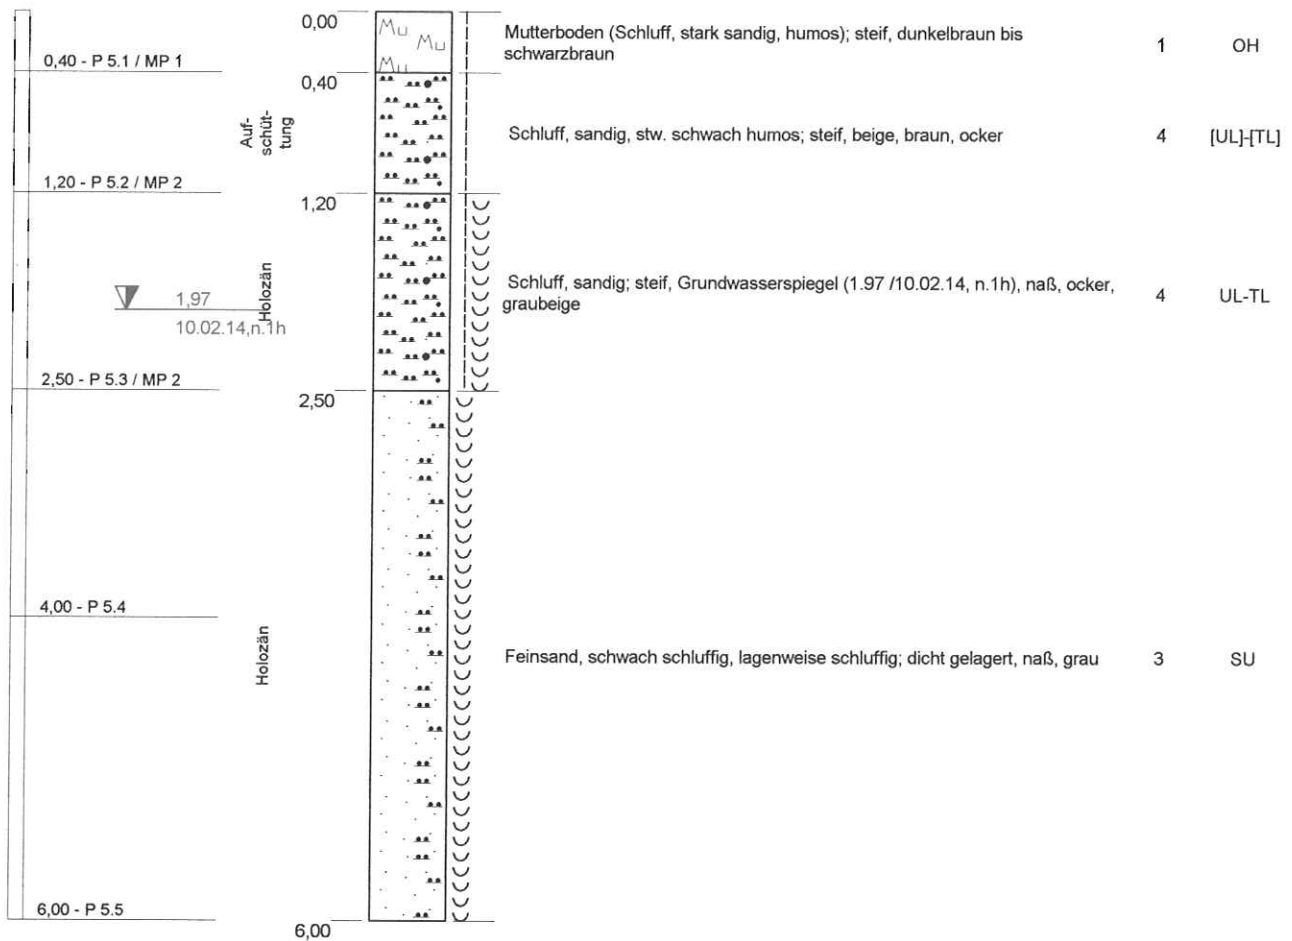 0,00
Mu
Mu
Mu
Mutterboden (Schluff, stark sandig, humos); steif, dunkelbraun bis
schwarzbraun
1
OH
0,40 - P 5.1 / MP 1
0,40
Auf-
schüt-
tung
Schluff, sandig, stw. schwach humos; steif, beige, braun, ocker
4
[UL]-[TL]
1,20 - P 5.2 / MP 2
1,20
Holozän
1,97
10.02.14,n.1h
Schluff, sandig; steif, Grundwasserspiegel (1.97 /10.02.14, n.1h), naß, ocker,
graubeige
4
UL-TL
2,50 - P 5.3 / MP 2
2,50
4,00 - P 5.4
Holozän
Feinsand, schwach schluffig, lagenweise schluffig; dicht gelagert, naß, grau
3
SU
6,00 - P 5.5
6,00